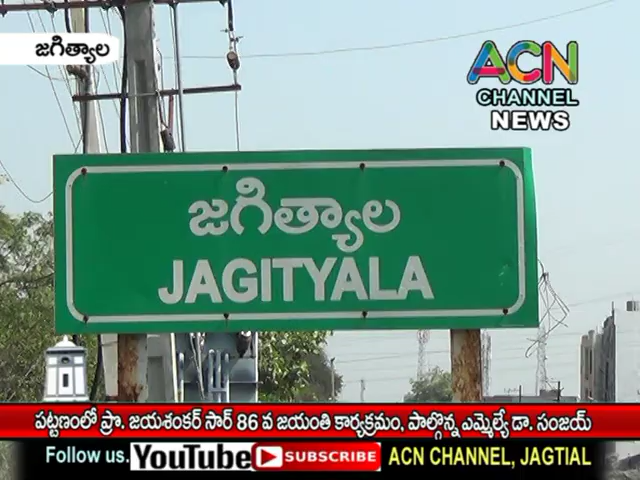 జగిత్యాల
ACN
CHANNEL
NEWS
జగిత్యాల
JAGITYALA
పట్టణంలో ప్రొ. జయశంకర్ సార్ 86 వ జయంతి కార్యక్రమం, పాల్గొన్న ఎమ్మెల్యే డా. సంజయ్
Follow us. YouTube SUBSCRIBE ACN CHANNEL, JAGTIAL